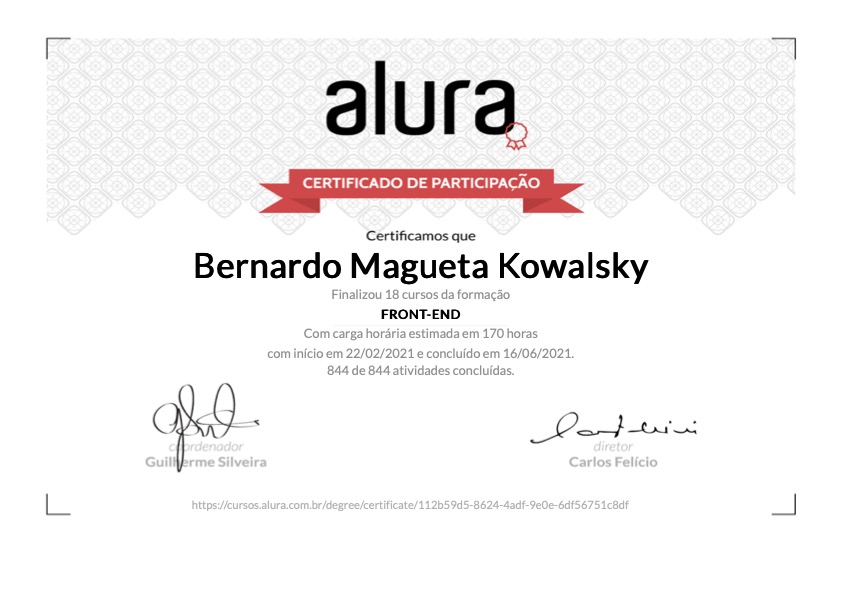 alura
CERTIFICADO DE PARTICIPAÇÃO
Certificamos que
Bernardo Magueta Kowalsky
Finalizou 18 cursos da formação
FRONT-END
Com carga horária estimada em 170 horas
com início em 22/02/2021 e concluído em 16/06/2021.
844 de 844 atividades concluídas.
coordenador
Guilherme Silveira
diretor
Carlos Felício
https://cursos.alura.com.br/degree/certificate/112b59d5-8624-4adf-9e0e-6df56751c8df